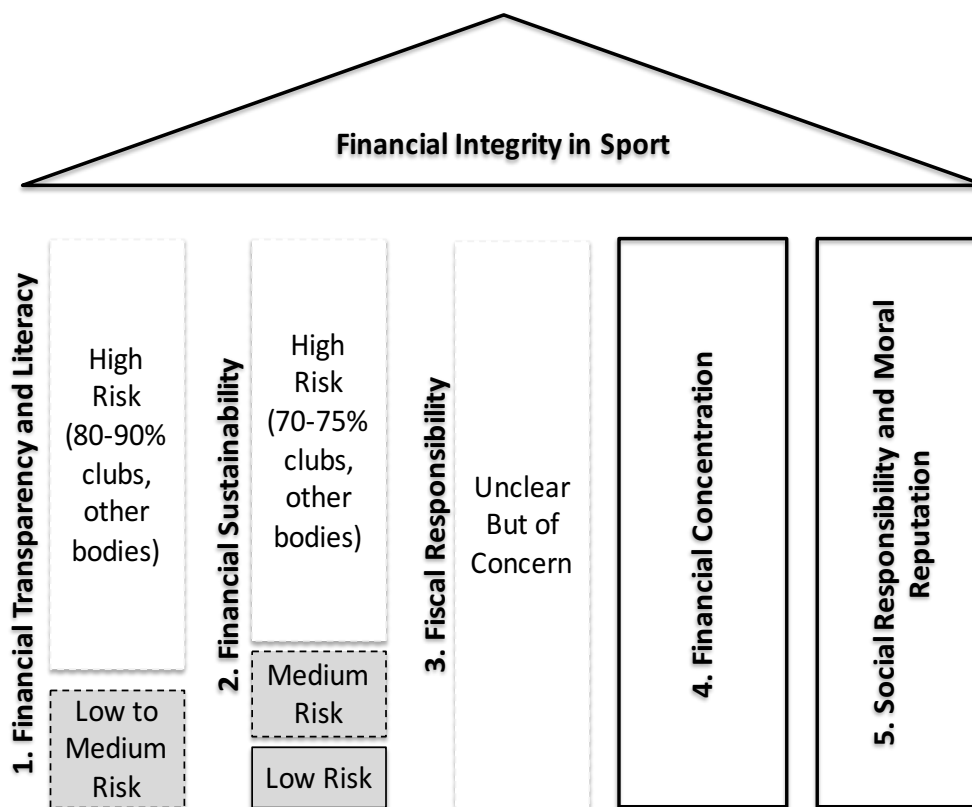 Financial Integrity in Sport
1. Financial Transparency and Literacy
High
Risk
(80-90%
clubs,
other
bodies)
Low to
Medium
Risk
2. Financial Sustainability
High
Risk
(70-75%
clubs,
other
bodies)
Medium
Risk
Low Risk
3. Fiscal Responsibility
Unclear
But of
Concern
4. Financial Concentration
5. Social Responsibility and Moral
Reputation